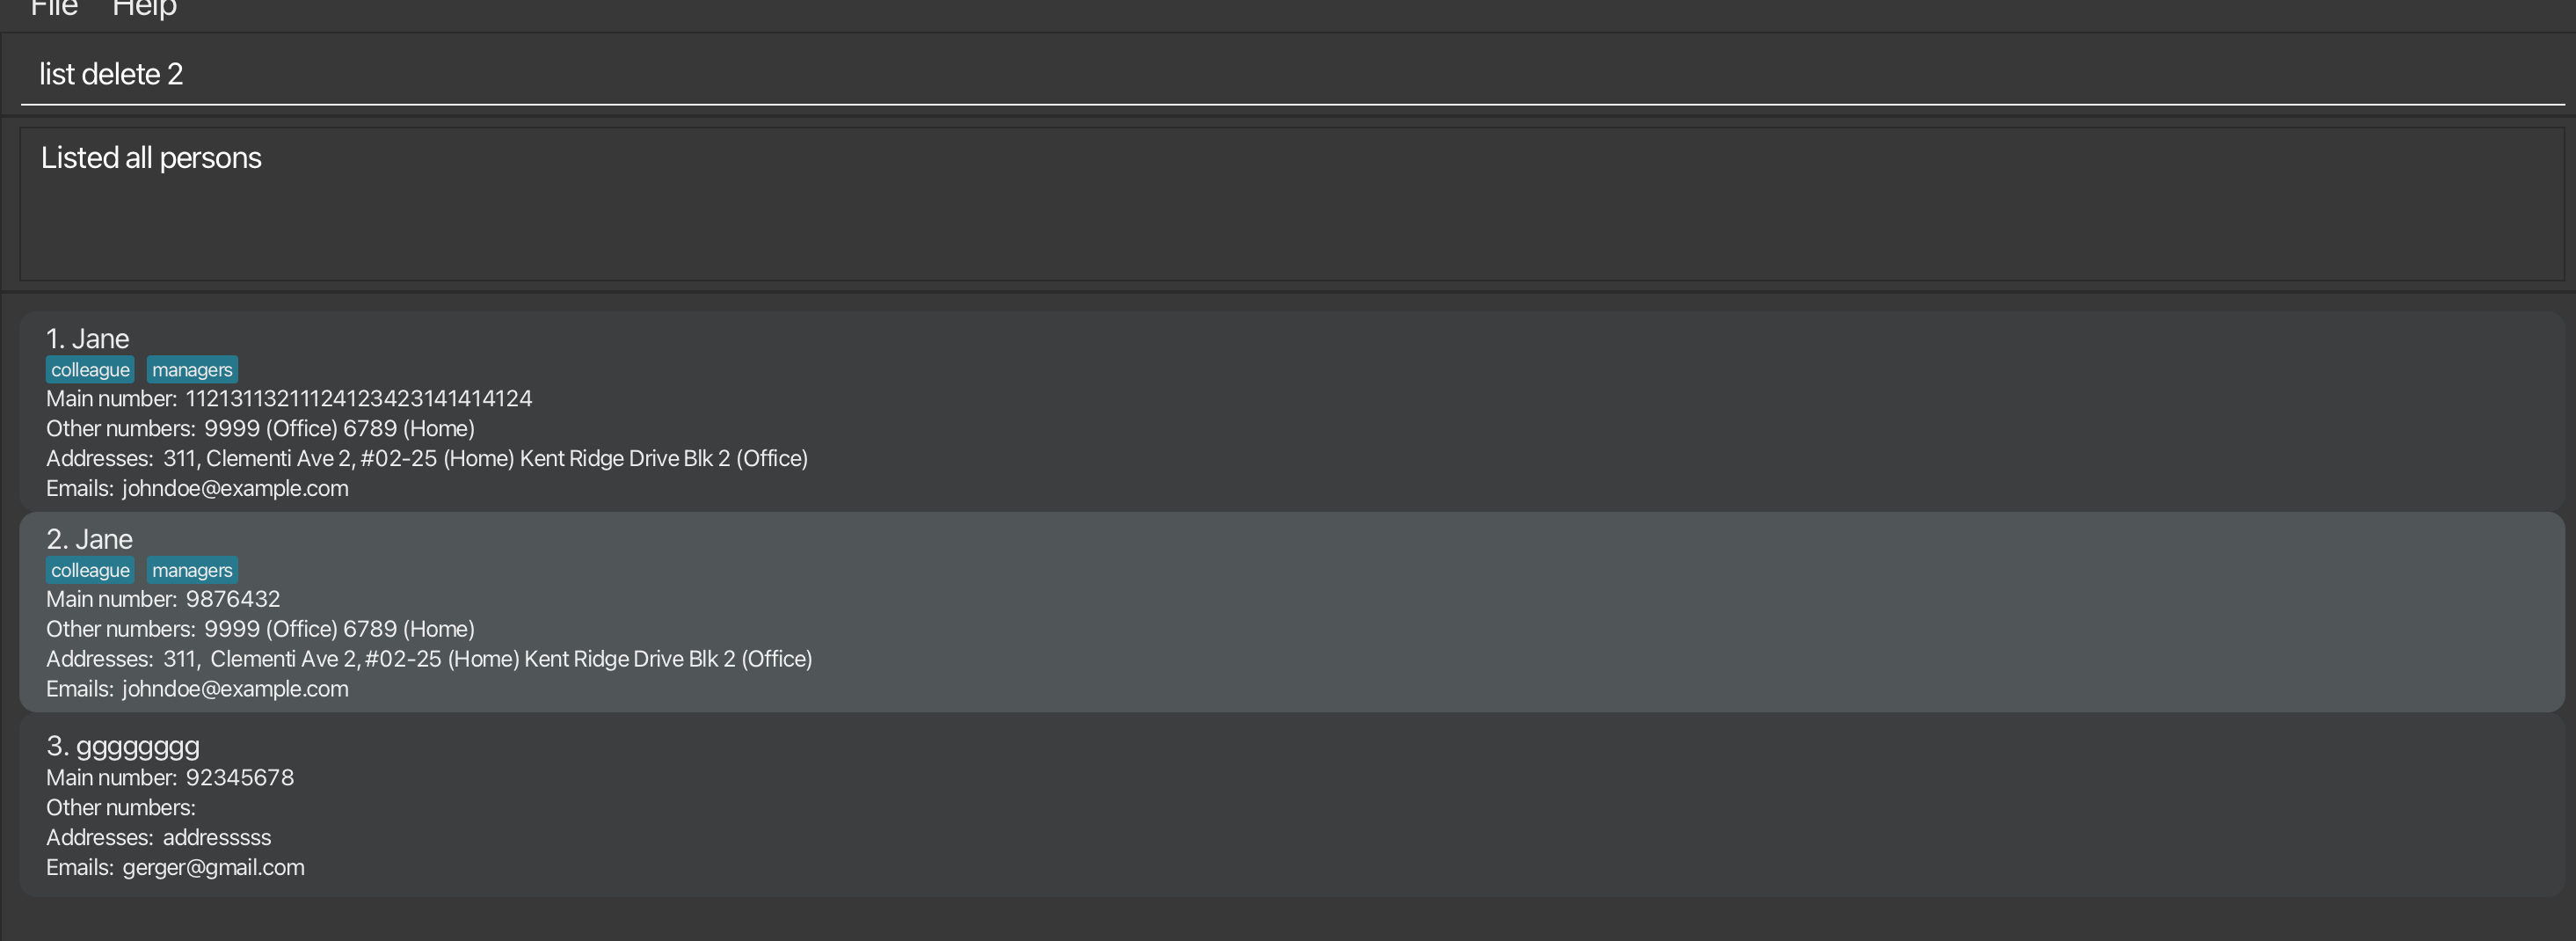 File Help
list delete 2
Listed all persons
1. Jane
colleague managers
Main number: 11213113211124123423141414124
Other numbers: 9999 (Office) 6789 (Home)
Addresses: 311, Clementi Ave 2, #02-25 (Home) Kent Ridge Drive Blk 2 (Office)
Emails: johndoe@example.com
2. Jane
colleague managers
Main number: 9876432
Other numbers: 9999 (Office) 6789 (Home)
Addresses: 311, Clementi Ave 2, #02-25 (Home) Kent Ridge Drive Blk 2 (Office)
Emails: johndoe@example.com
3. gggggggg
Main number: 92345678
Other numbers:
Addresses: addresssss
Emails: gerger@gmail.com